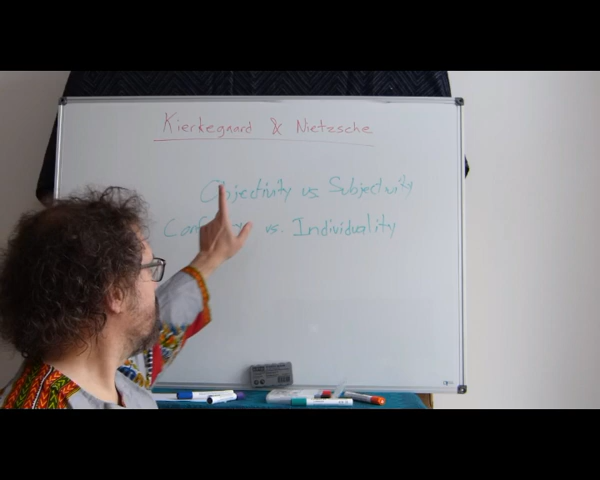 Kierkegaard & Nietzsche
Objectivity vs Subjectivity
vs. Individuality